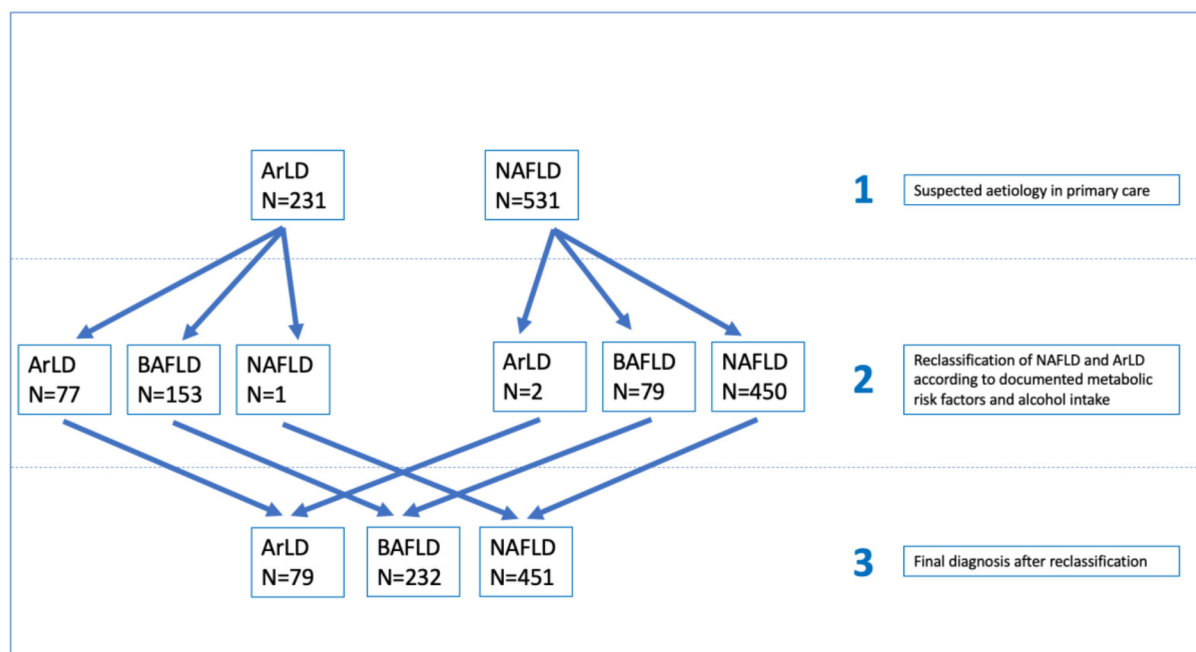 ArLD
N=231
NAFLD
N=531
1
Suspected aetiology in primary care
ArLD
N=77
BAFLD
N=153
NAFLD
N=1
ArLD
N=2
BAFLD
N=79
NAFLD
N=450
2
Reclassification of NAFLD and ArLD
according to documented metabolic
risk factors and alcohol intake
ArLD
N=79
BAFLD
N=232
NAFLD
N=451
3
Final diagnosis after reclassification